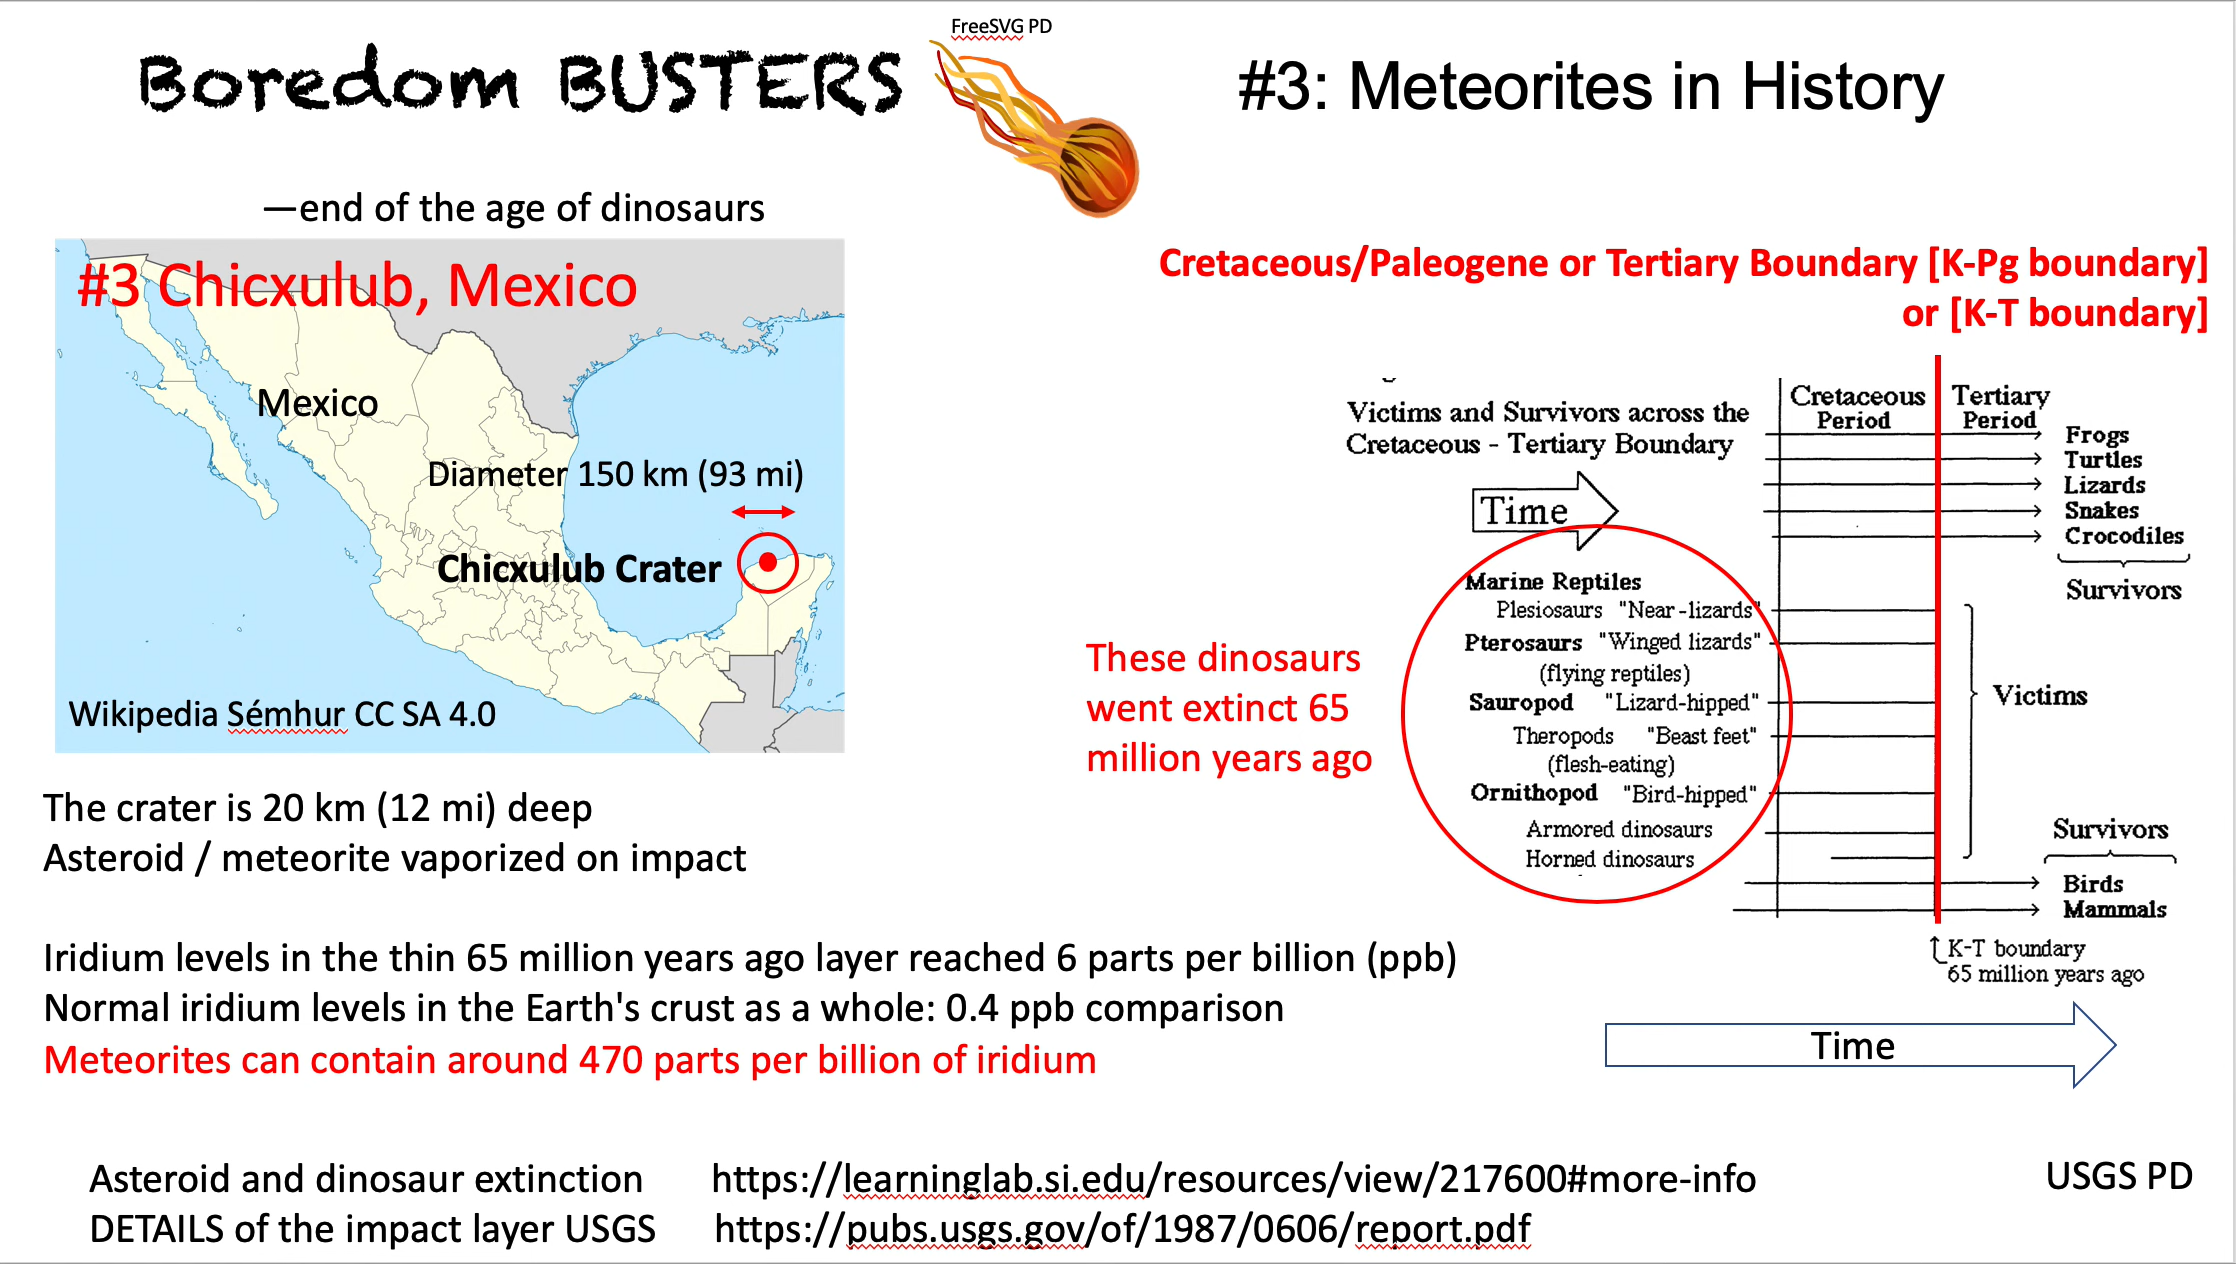 FreeSVG PD
Boredom BUSTERS
#3: Meteorites in History
—end of the age of dinosaurs
#3 Chicxulub, Mexico
Mexico
Diameter 150 km (93 mi)
Chicxulub Crater
Wikipedia Sémhur CC SA 4.0
The crater is 20 km (12 mi) deep
Asteroid / meteorite vaporized on impact
Cretaceous/Paleogene or Tertiary Boundary [K-Pg boundary]
or [K-T boundary]
Victims and Survivors across the
Cretaceous - Tertiary Boundary
Time
Cretaceous Period
Tertiary Period
Frogs
Turtles
Lizards
Snakes
Crocodiles
Survivors
These dinosaurs
went extinct 65
million years ago
Marine Reptiles
Plesiosaurs "Near-lizards"
Pterosaurs "Winged lizards"
(flying reptiles)
Sauropod "Lizard-hipped"
Theropods "Beast feet"
(flesh-eating)
Ornithopod "Bird-hipped"
Armored dinosaurs
Horned dinosaurs
Victims
Survivors
Birds
Mammals
K-T boundary
65 million years ago
Time
Iridium levels in the thin 65 million years ago layer reached 6 parts per billion (ppb)
Normal iridium levels in the Earth's crust as a whole: 0.4 ppb comparison
Meteorites can contain around 470 parts per billion of iridium
Asteroid and dinosaur extinction https://learninglab.si.edu/resources/view/217600#more-info
DETAILS of the impact layer USGS https://pubs.usgs.gov/of/1987/0606/report.pdf
USGS PD